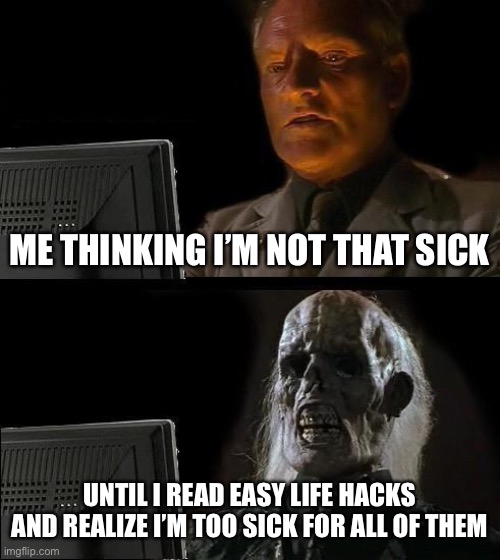 ME THINKING I'M NOT THAT SICK
UNTIL I READ EASY LIFE HACKS
AND REALIZE I'M TOO SICK FOR ALL OF THEM
imgflip.com